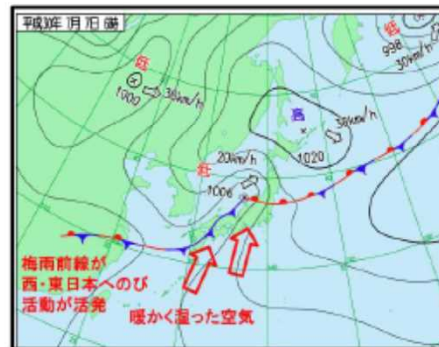 平成30年 7月 7日 6時
低
998
30km/h
低
1000
35km/h
高
35km/h
1020
20km/h
低
1006
梅雨前線が
西・東日本へのび
活動が活発
暖かく湿った空気